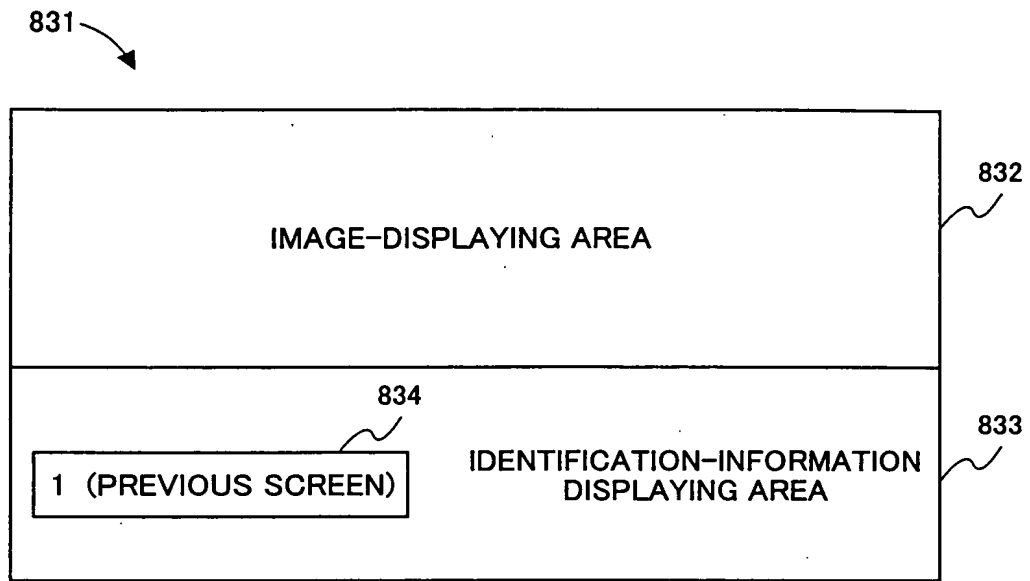 831
832
IMAGE-DISPLAYING AREA
834
833
1 (PREVIOUS SCREEN)
IDENTIFICATION-INFORMATION
DISPLAYING AREA